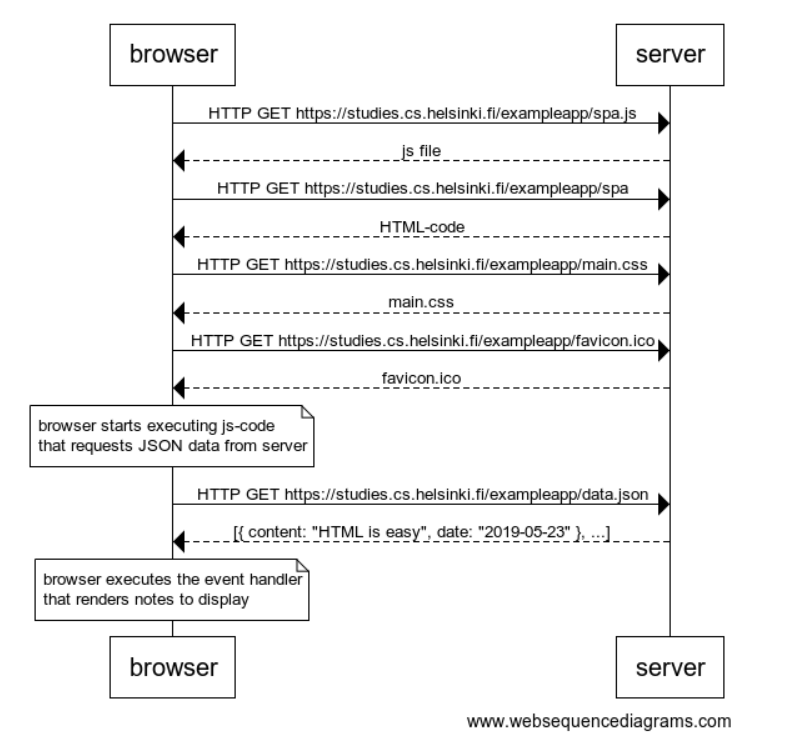 browser
server
HTTP GET https://studies.cs.helsinki.fi/exampleapp/spa.js
js file
HTTP GET https://studies.cs.helsinki.fi/exampleapp/spa
HTML-code
HTTP GET https://studies.cs.helsinki.fi/exampleapp/main.css
main.css
HTTP GET https://studies.cs.helsinki.fi/exampleapp/favicon.ico
favicon.ico
browser starts executing js-code
that requests JSON data from server
HTTP GET https://studies.cs.helsinki.fi/exampleapp/data.json
[{ content: "HTML is easy", date: "2019-05-23" }, ...]
browser executes the event handler
that renders notes to display
browser
server
www.websequencediagrams.com